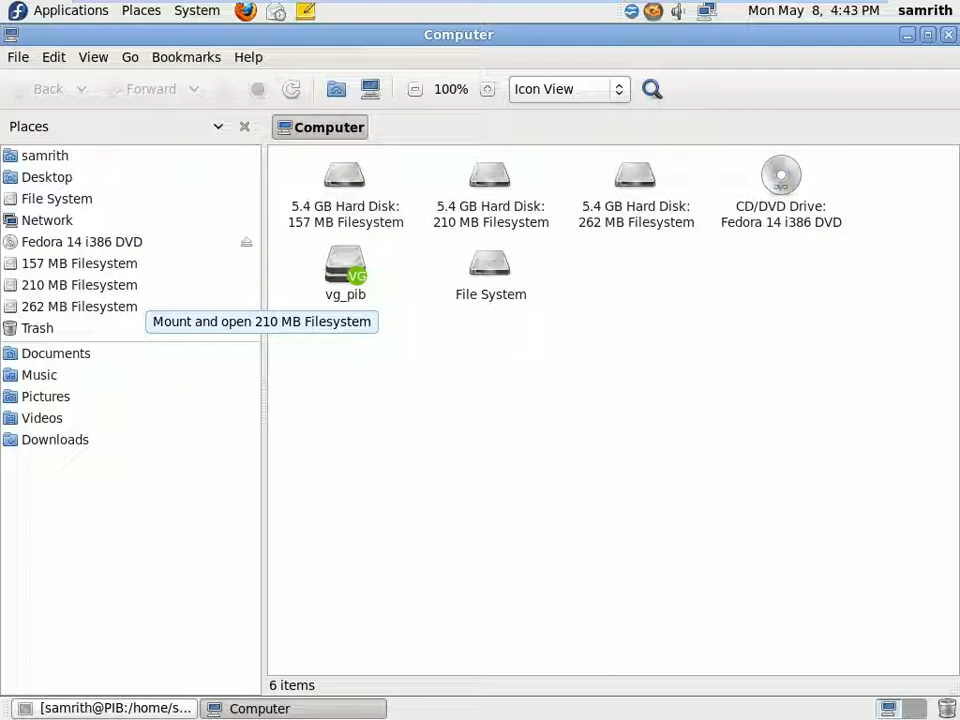 Applications Places System
Mon May 8, 4:43 PM samrith
Computer
File Edit View Go Bookmarks Help
Back Forward 100% Icon View
Places
Computer
samrith
Desktop
File System
Network
Fedora 14 i386 DVD
157 MB Filesystem
210 MB Filesystem
262 MB Filesystem
Trash
Documents
Music
Pictures
Videos
Downloads
Mount and open 210 MB Filesystem
5.4 GB Hard Disk:
157 MB Filesystem
5.4 GB Hard Disk:
210 MB Filesystem
5.4 GB Hard Disk:
262 MB Filesystem
DVD
CD/DVD Drive:
Fedora 14 i386 DVD
VG
vg_pib
File System
6 items
[samrith@PIB:/home/s... Computer